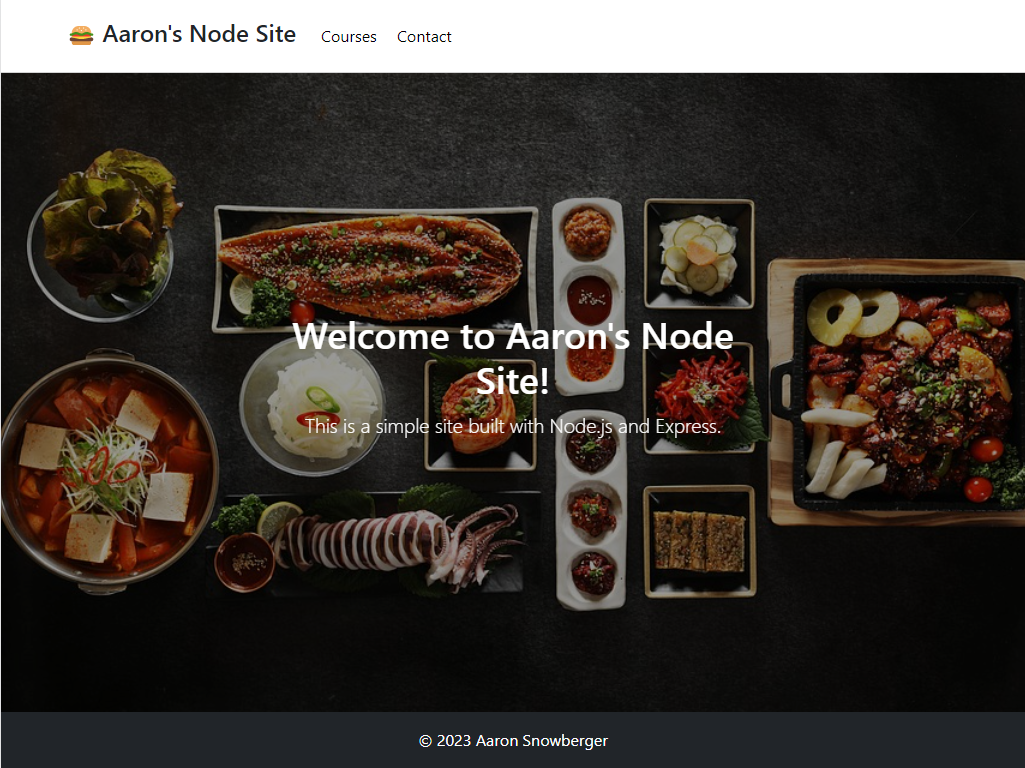 Aaron's Node Site Courses Contact
Welcome to Aaron's Node
Site!
This is a simple site built with Node.js and Express.
© 2023 Aaron Snowberger